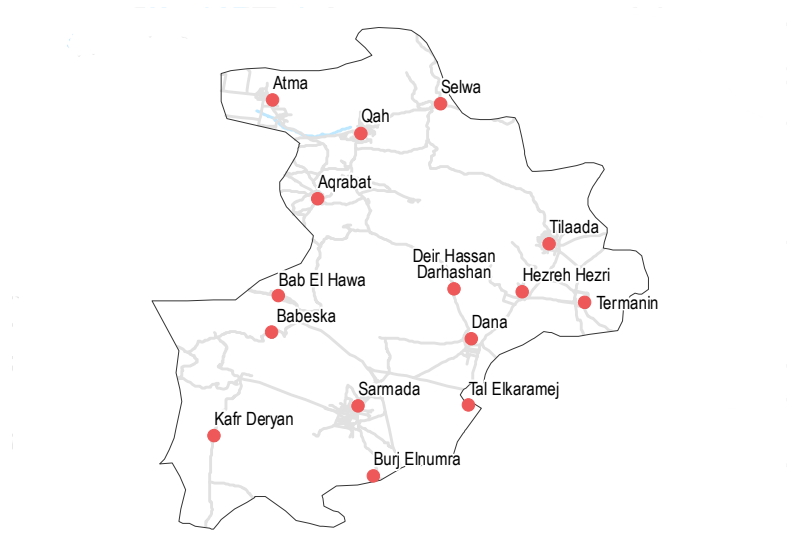 Atma
Selwa
Qah
Aqrabat
Tilaada
Deir Hassan
Darhashan
Hezreh Hezri
Bab El Hawa
Termanin
Babeska
Dana
Sarmada
Tal Elkaramej
Kafr Deryan
Burj Elnumra